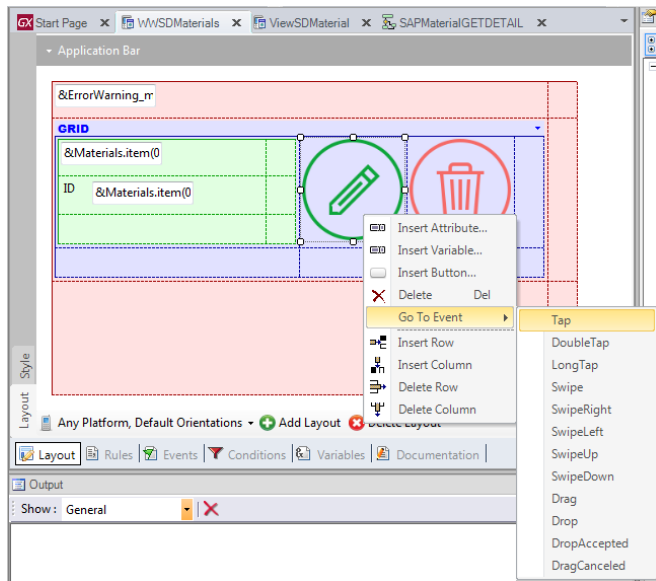 GX Start Page X WWSDMaterials X ViewSDMaterial X SAPMaterialGETDETAIL X
Application Bar
&ErrorWarning_m
GRID
&Materials.item(0
ID &Materials.item(0
Insert Attribute...
Insert Variable...
Insert Button...
Delete Del
Go To Event
Insert Row
Insert Column
Delete Row
Delete Column
Tap
DoubleTap
LongTap
Swipe
SwipeRight
SwipeLeft
SwipeUp
SwipeDown
Drag
Drop
DropAccepted
DragCanceled
Style
Layout
Any Platform, Default Orientations Add Layout Delete Layout
Layout Rules Events Conditions Variables Documentation
Output
Show: General